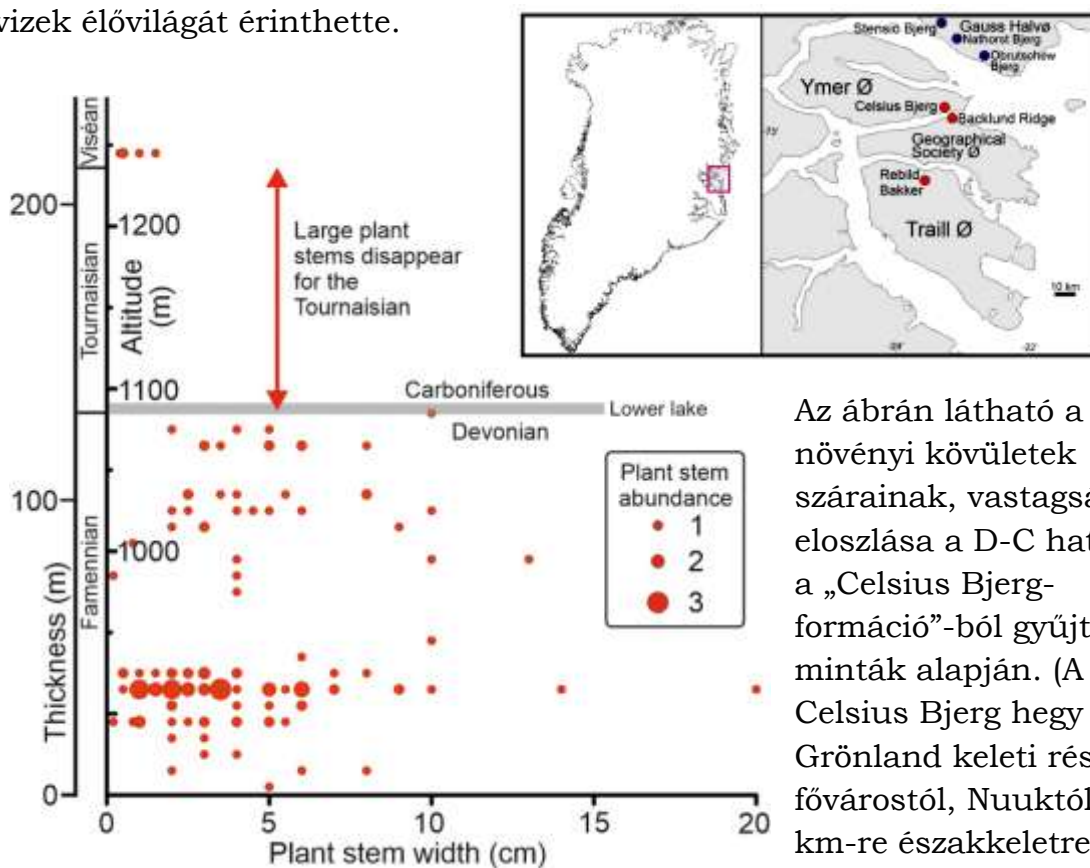 vizek élővilágát érinthette.
Stensiö Bjerg
Gauss Halvø
Nathorst Bjerg
Obrutschew
Bjerg
Ymer Ø
Celsius Bjerg
Backlund Ridge
Geographical
Society Ø
Rebild
Bakker
Traill Ø
10 km
Viséan
Tournaisian
Famennian
Thickness (m)
200
100
0
Altitude
(m)
1200
1100
1000
Large plant
stems disappear
for the
Tournaisian
Carboniferous
Lower lake
Devonian
Plant stem
abundance
1
2
3
0 5 10 15 20
Plant stem width (cm)
Az ábrán látható a
növényi kövületek
szárainak, vastagsá
eloszlása a D-C hat
a „Celsius Bjerg-
formáció”-ból gyűjt
minták alapján. (A
Celsius Bjerg hegy
Grönland keleti rés
fővárostól, Nuuktól
km-re északkeletre